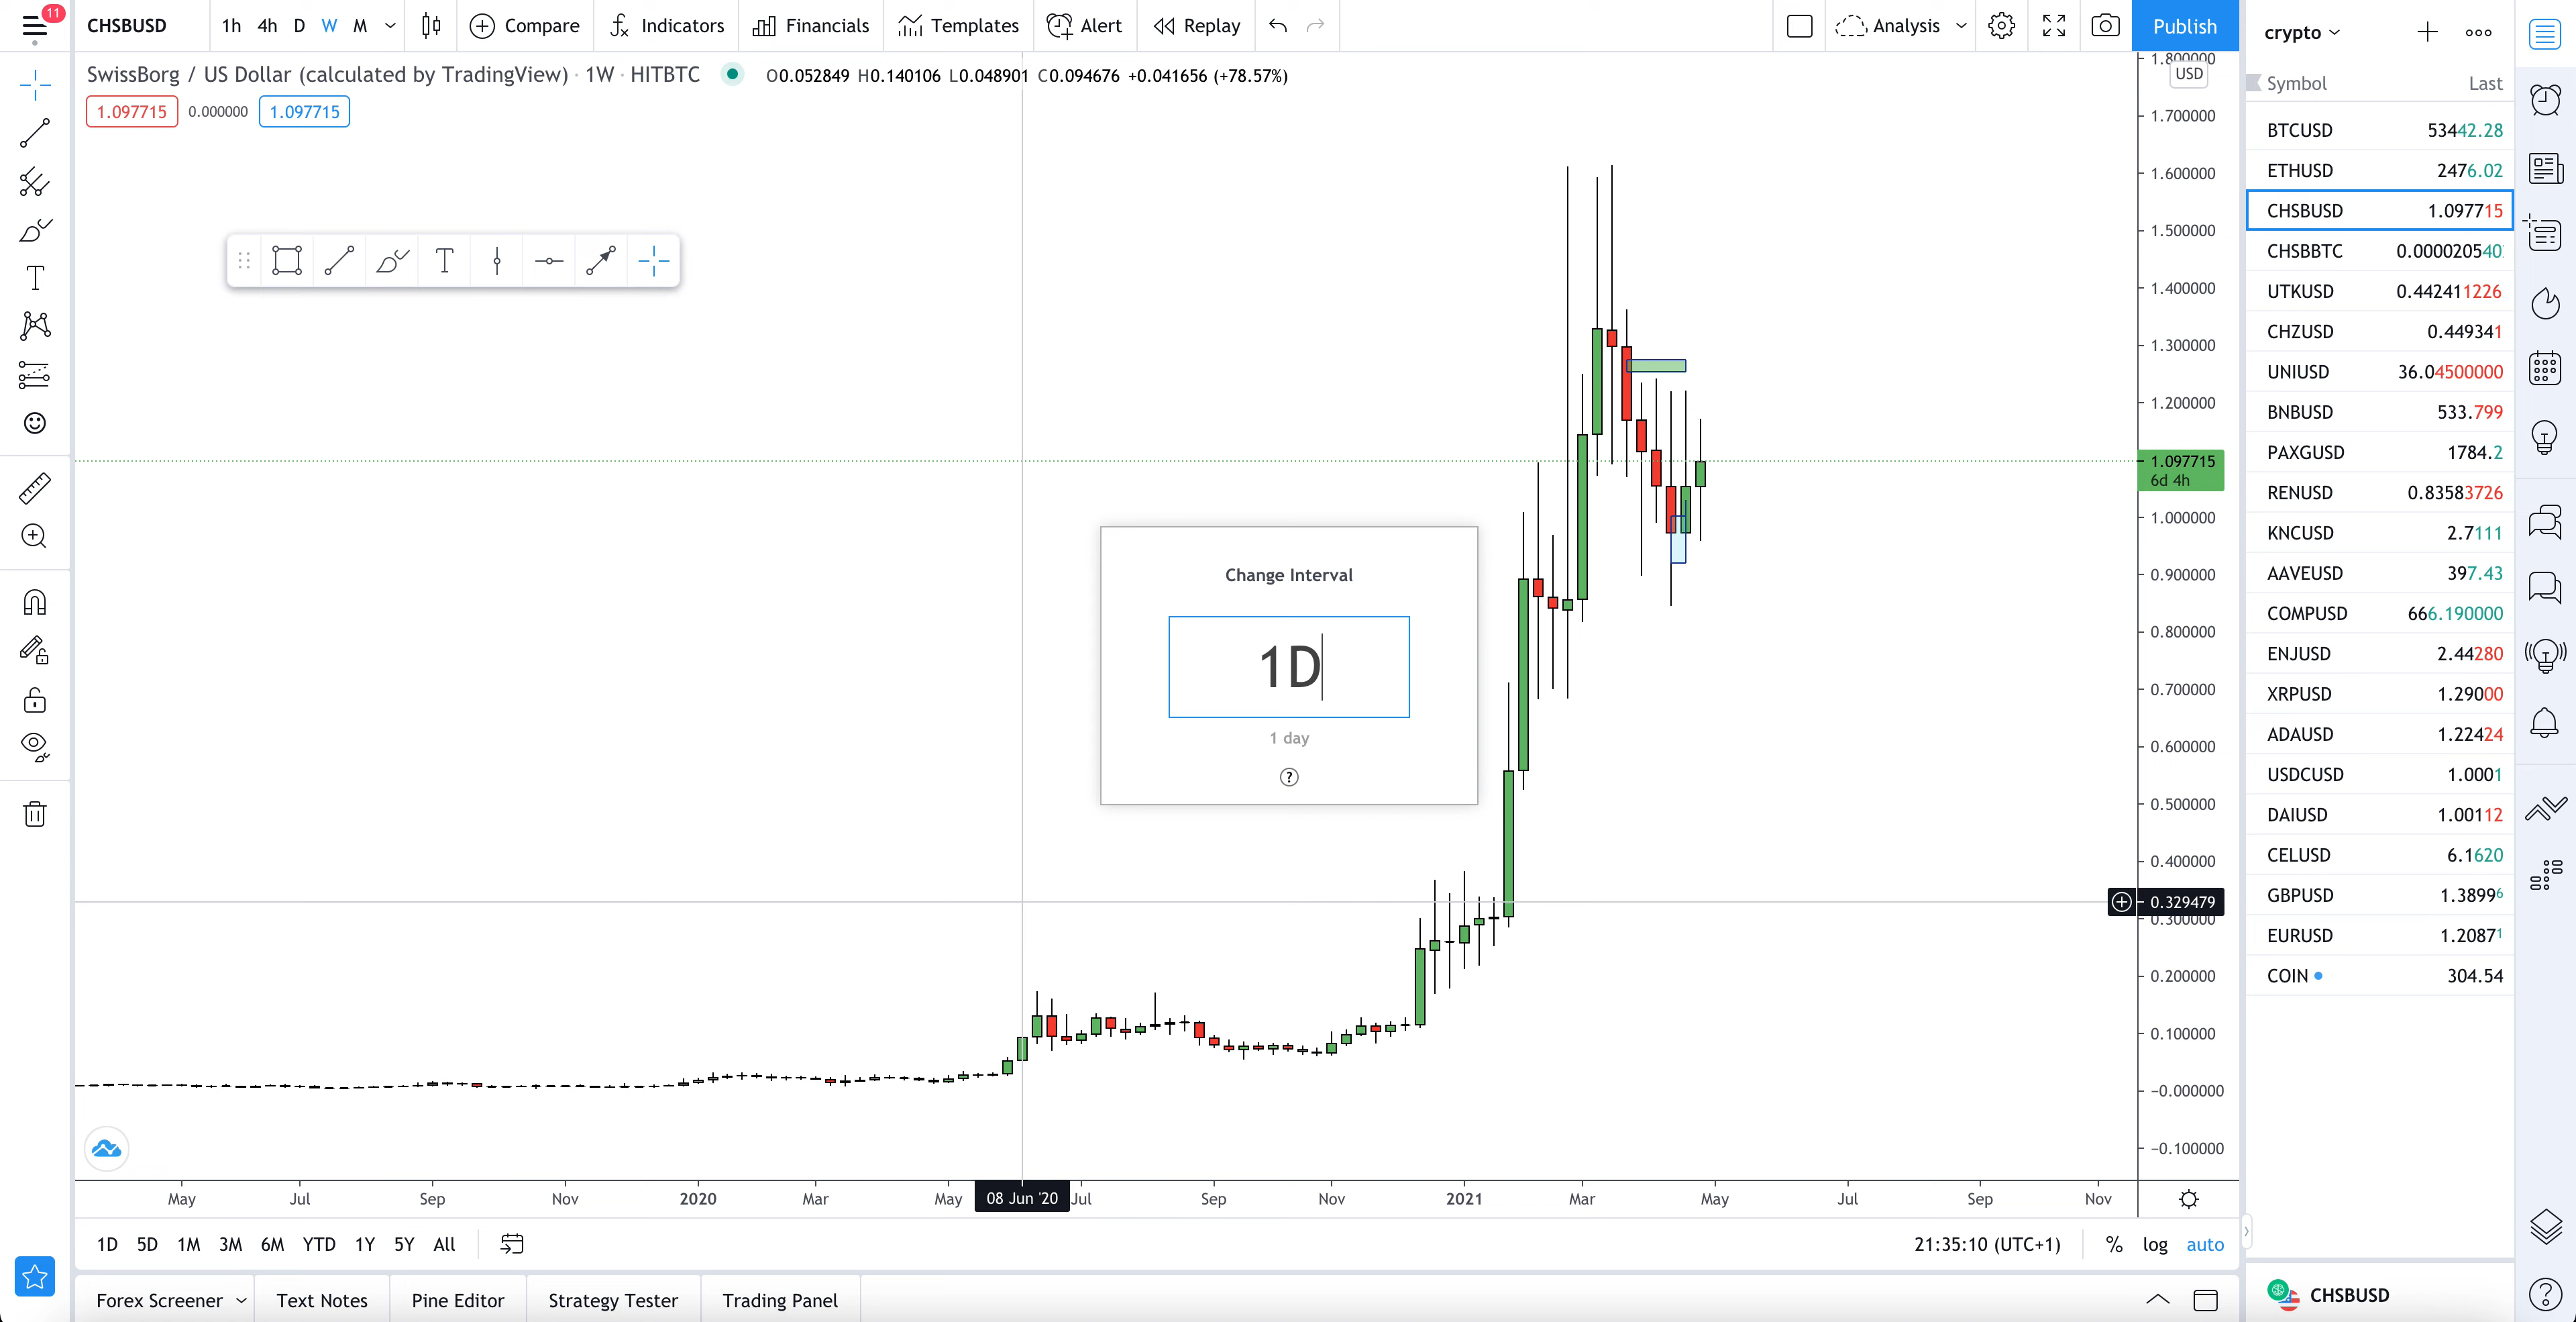 11
CHSBUSD
1h 4h D W M
Compare
Indicators
Financials
Templates
Alert
Replay
Analysis
Publish
SwissBorg / US Dollar (calculated by TradingView) · 1W · HITBTC
O0.052849 H0.140106 L0.048901 C0.094676 +0.041656 (+78.57%)
1.097715 0.000000 1.097715
Change Interval
1D
1 day
?
1.800000
USD
1.700000
1.600000
1.500000
1.400000
1.300000
1.200000
1.097715
6d 4h
1.000000
0.900000
0.800000
0.700000
0.600000
0.500000
0.400000
0.329479
0.300000
0.200000
0.100000
−0.000000
−0.100000
May Jul Sep Nov 2020 Mar May 08 Jun '20 Jul Sep Nov 2021 Mar May Jul Sep Nov
1D 5D 1M 3M 6M YTD 1Y 5Y All
21:35:10 (UTC+1) % log auto
Forex Screener
Text Notes
Pine Editor
Strategy Tester
Trading Panel
crypto
Symbol Last
BTCUSD 53442.28
ETHUSD 2476.02
CHSBUSD 1.097715
CHSBBTC 0.000020540
UTKUSD 0.442411226
CHZUSD 0.449341
UNIUSD 36.04500000
BNBUSD 533.799
PAXGUSD 1784.2
RENUSD 0.83583726
KNCUSD 2.7111
AAVEUSD 397.43
COMPUSD 666.190000
ENJUSD 2.44280
XRPUSD 1.29000
ADAUSD 1.22424
USDCUSD 1.0001
DAIUSD 1.00112
CELUSD 6.1620
GBPUSD 1.38996
EURUSD 1.20871
COIN 304.54
CHSBUSD